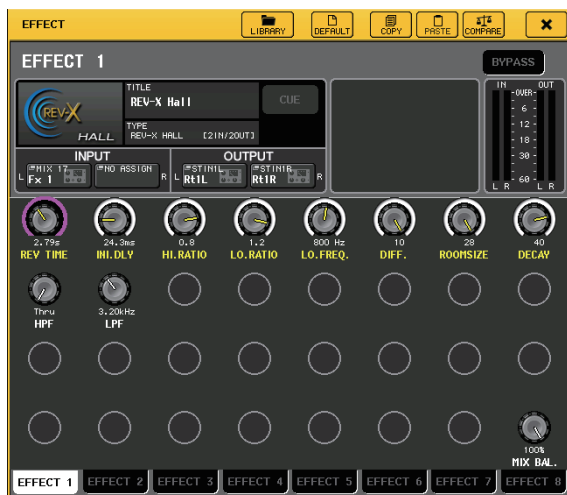 EFFECT
LIBRARY
DEFAULT
COPY
PASTE
COMPARE
EFFECT 1
BYPASS
REV-X
HALL
TITLE
REV-X Hall
TYPE
REV-X HALL [2IN/2OUT]
CUE
IN OUT
OVER
6
12
18
30
60
L R L R
INPUT
OUTPUT
L MIX 17 Fx 1
NO ASSIGN R
L STIN1L Rt1L
STIN1R Rt1R R
2.79s 24.3ms 0.8 1.2 800 Hz 10 28 40
REV TIME INI.DLY HI.RATIO LO.RATIO LO.FREQ. DIFF. ROOMSIZE DECAY
Thru 3.20kHz
HPF LPF
100%
MIX BAL.
EFFECT 1 EFFECT 2 EFFECT 3 EFFECT 4 EFFECT 5 EFFECT 6 EFFECT 7 EFFECT 8